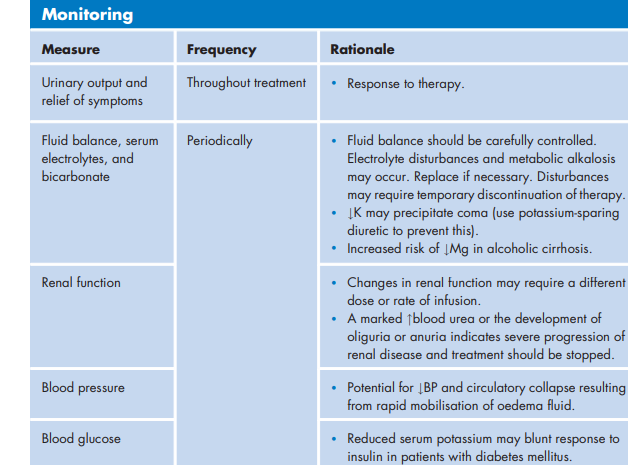 Monitoring
Measure
Frequency
Rationale
Urinary output and
relief of symptoms
Throughout treatment
• Response to therapy.
Fluid balance, serum
electrolytes, and
bicarbonate
Periodically
• Fluid balance should be carefully controlled.
Electrolyte disturbances and metabolic alkalosis
may occur. Replace if necessary. Disturbances
may require temporary discontinuation of therapy.
• ↓K may precipitate coma (use potassium-sparing
diuretic to prevent this).
• Increased risk of ↓Mg in alcoholic cirrhosis.
Renal function
• Changes in renal function may require a different
dose or rate of infusion.
• A marked ↑blood urea or the development of
oliguria or anuria indicates severe progression of
renal disease and treatment should be stopped.
Blood pressure
• Potential for ↓BP and circulatory collapse resulting
from rapid mobilisation of oedema fluid.
Blood glucose
• Reduced serum potassium may blunt response to
insulin in patients with diabetes mellitus.